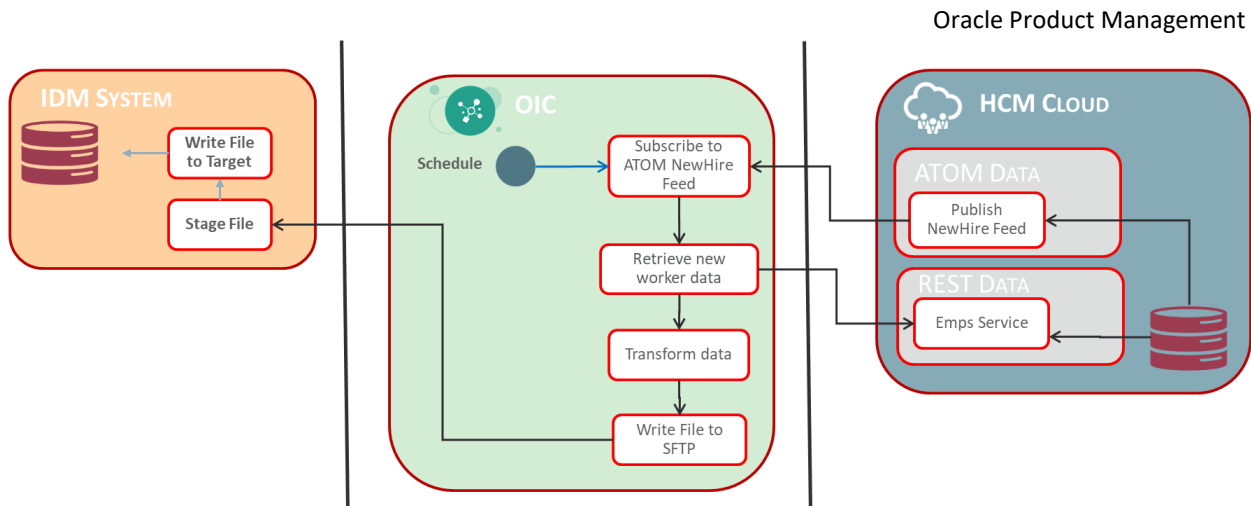 Oracle Product Management
IDM SYSTEM
Write File
to Target
Stage File
OIC
Schedule
Subscribe to
ATOM NewHire
Feed
Retrieve new
worker data
Transform data
Write File to
SFTP
HCM CLOUD
ATOM DATA
Publish
NewHire Feed
REST DATA
Emps Service